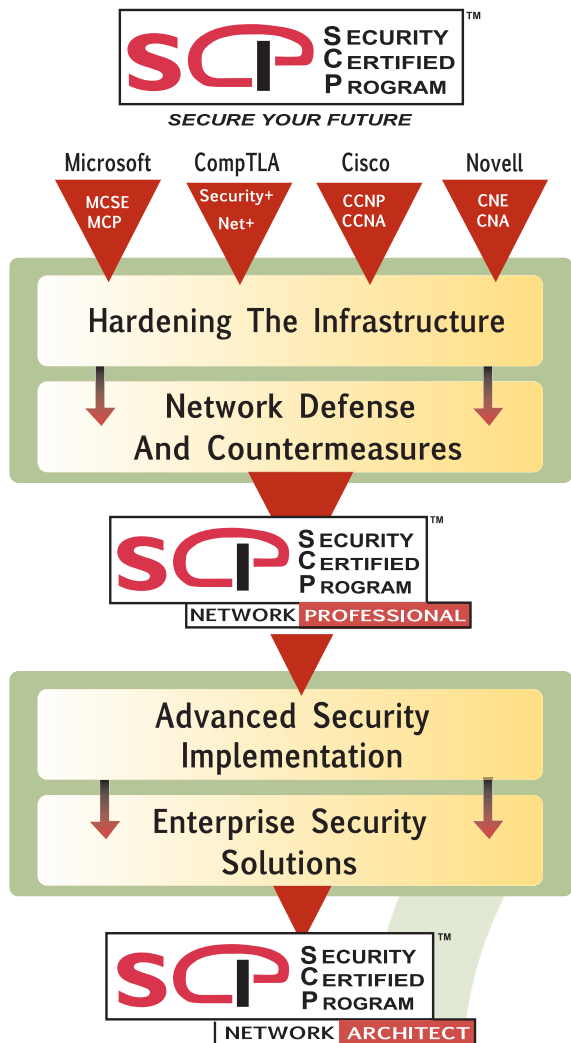 SCP SECURITY CERTIFIED PROGRAM ™
SECURE YOUR FUTURE
Microsoft CompTLA Cisco Novell
MCSE Security+ CCNP CNE
MCP Net+ CCNA CNA
Hardening The Infrastructure
Network Defense
And Countermeasures
SCP SECURITY CERTIFIED PROGRAM ™
NETWORK PROFESSIONAL
Advanced Security
Implementation
Enterprise Security
Solutions
SCP SECURITY CERTIFIED PROGRAM ™
NETWORK ARCHITECT